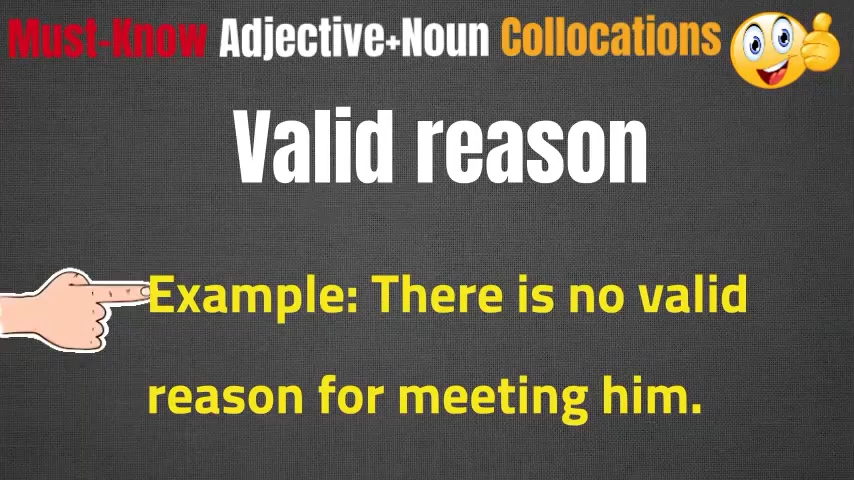 Must-Know Adjective+Noun Collocations
Valid reason
Example: There is no valid
reason for meeting him.